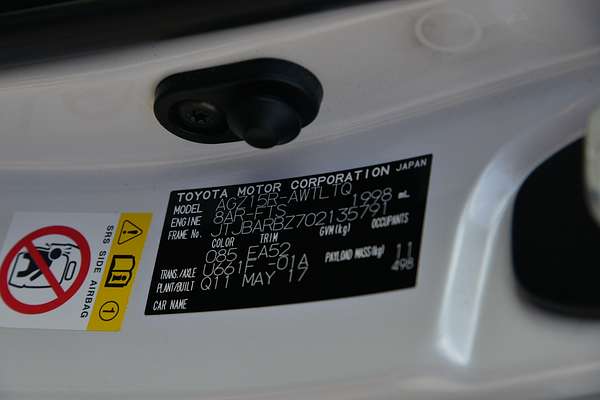 TOYOTA MOTOR CORPORATION JAPAN
MODEL AGZ15R-AWTLTQ
ENGINE 8AR-FTS 1998 mL
FRAME No. JTJBARBZ702135791
COLOR TRIM GVM(kg) OCCUPANTS
085 EA52
TRANS./AXLE U661F -01A PAYLOAD MASS(kg) 11
PLANT/BUILT Q11 MAY 17 498
CAR NAME
SRS SIDE AIRBAG
1